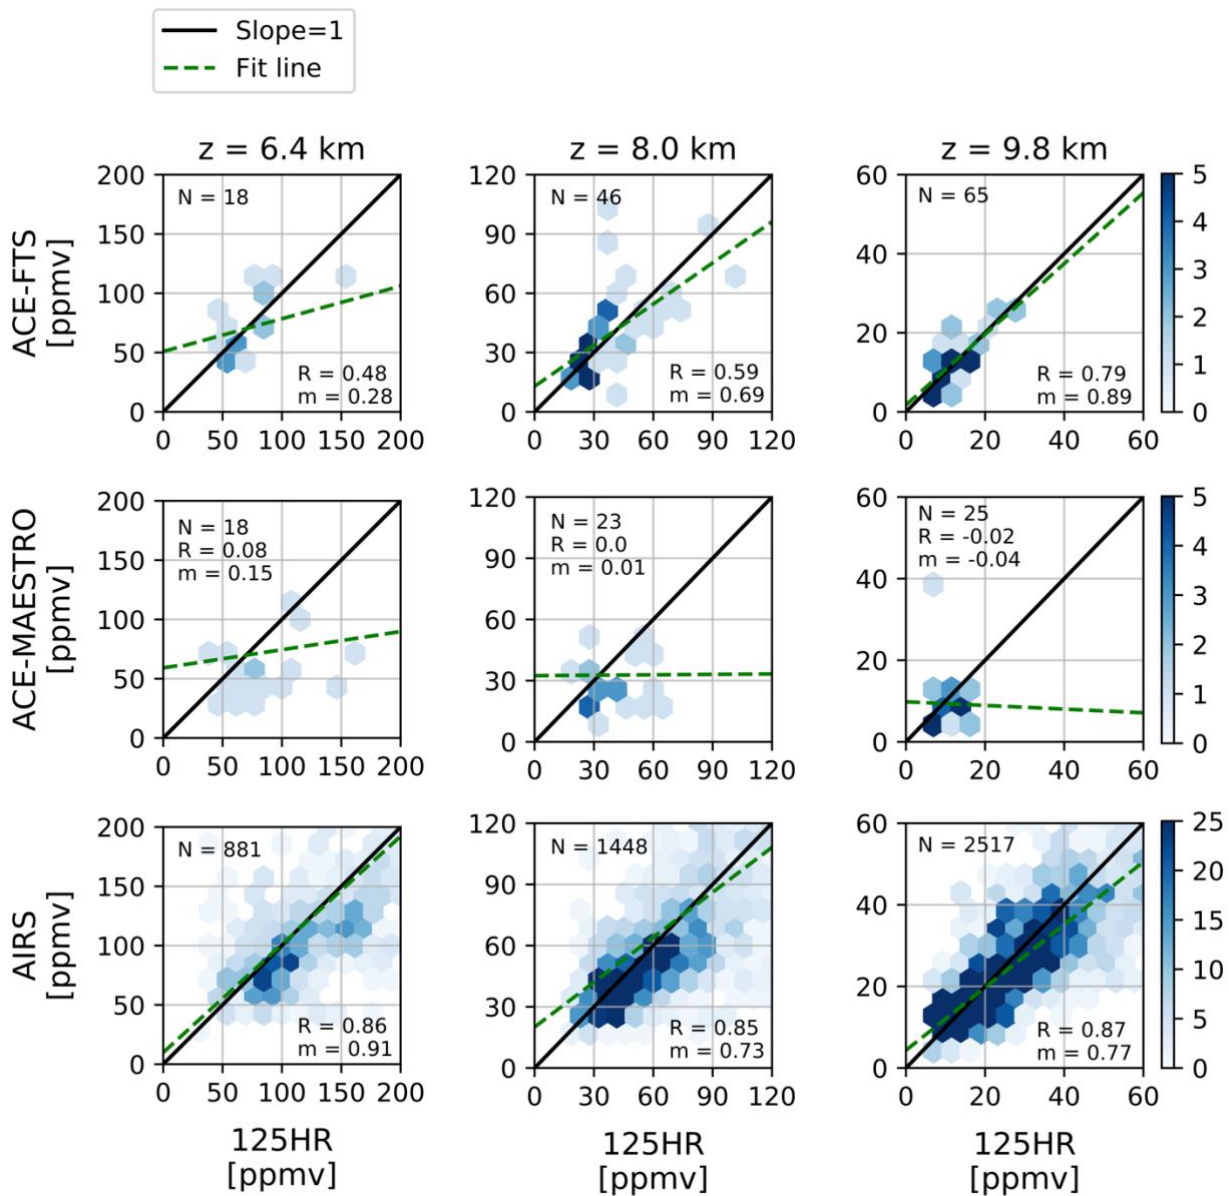 Slope=1
Fit line
z = 6.4 km
z = 8.0 km
z = 9.8 km
ACE-FTS
[ppmv]
200
150
100
50
0
N = 18
R = 0.48
m = 0.28
0 50 100 150 200
120
90
60
30
0
N = 46
R = 0.59
m = 0.69
0 30 60 90 120
60
40
20
0
N = 65
R = 0.79
m = 0.89
0 20 40 60
5
4
3
2
1
0
ACE-MAESTRO
[ppmv]
200
150
100
50
0
N = 18
R = 0.08
m = 0.15
0 50 100 150 200
120
90
60
30
0
N = 23
R = 0.0
m = 0.01
0 30 60 90 120
60
40
20
0
N = 25
R = -0.02
m = -0.04
0 20 40 60
5
4
3
2
1
0
AIRS
[ppmv]
200
150
100
50
0
N = 881
R = 0.86
m = 0.91
0 50 100 150 200
125HR
[ppmv]
120
90
60
30
0
N = 1448
R = 0.85
m = 0.73
0 30 60 90 120
125HR
[ppmv]
60
40
20
0
N = 2517
R = 0.87
m = 0.77
0 20 40 60
125HR
[ppmv]
25
20
15
10
5
0